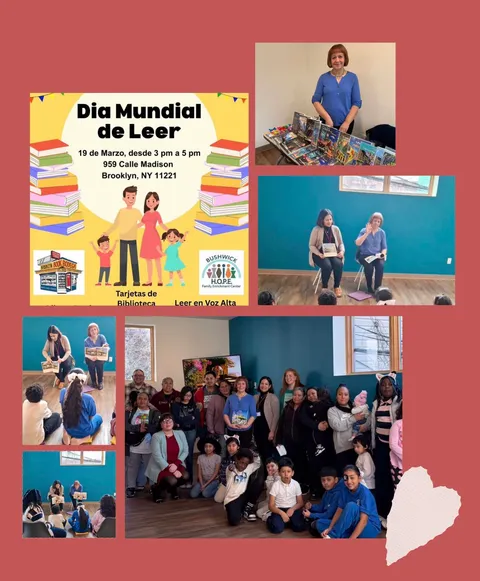 Dia Mundial
de Leer
19 de Marzo, desde 3 pm a 5 pm
959 Calle Madison
Brooklyn, NY 11221
BUSHWICK
H.O.P.E.
Family Enrichment Center
Tarjetas de
Biblioteca
Leer en Voz Alta